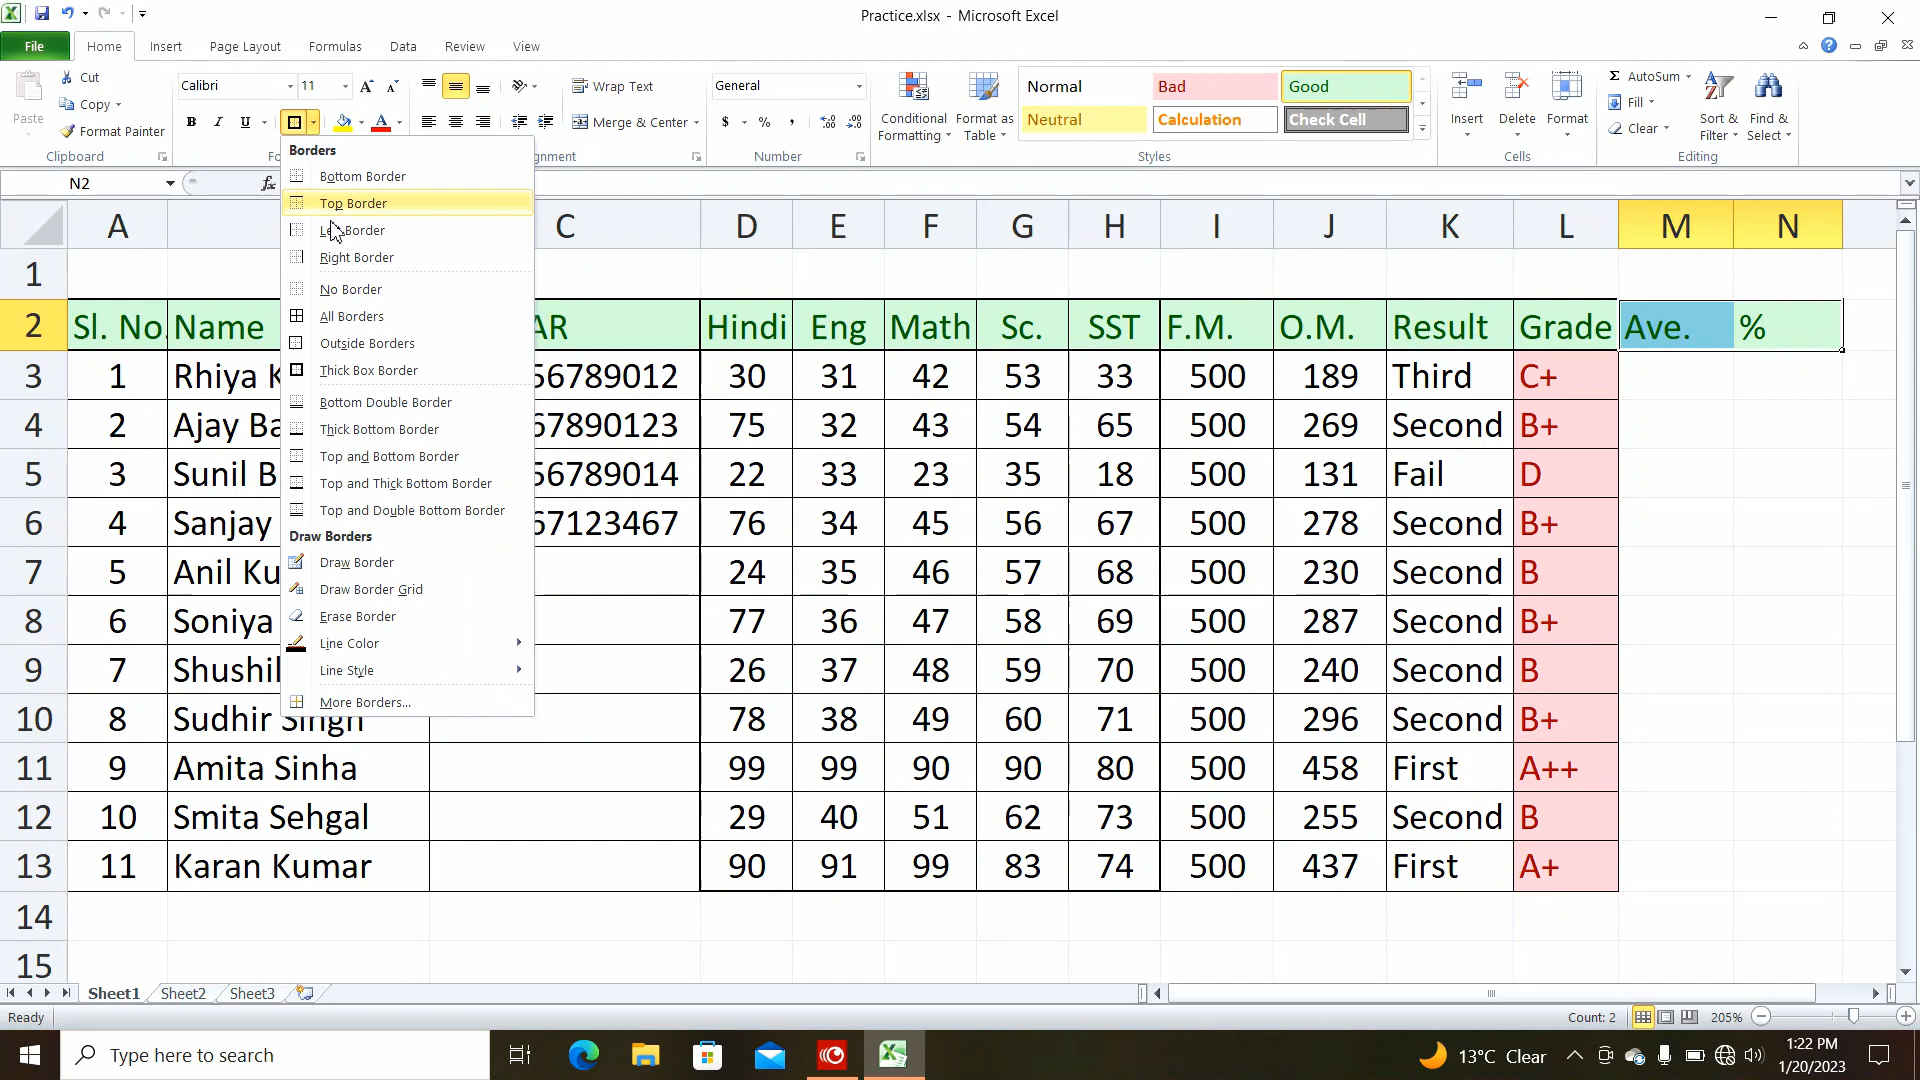 Practice.xlsx - Microsoft Excel
File Home Insert Page Layout Formulas Data Review View
Paste Cut Copy Format Painter Clipboard
Calibri 11
B I U
Wrap Text
Merge & Center
General
$ % ,
Number
Conditional Formatting Format as Table
Normal Bad Good
Neutral Calculation Check Cell
Styles
Insert Delete Format
Cells
Σ AutoSum
Fill
Clear
Sort & Filter Find & Select
Editing
N2 fx
Borders
Bottom Border
Top Border
Border
Right Border
No Border
All Borders
Outside Borders
Thick Box Border
Bottom Double Border
Thick Bottom Border
Top and Bottom Border
Top and Thick Bottom Border
Top and Double Bottom Border
Draw Borders
Draw Border
Draw Border Grid
Erase Border
Line Color
Line Style
More Borders...
A C D E F G H I J K L M N
1
2 Sl. No. Name AR Hindi Eng Math Sc. SST F.M. O.M. Result Grade Ave. %
3 1 Rhiya K 56789012 30 31 42 53 33 500 189 Third C+
4 2 Ajay Ba 67890123 75 32 43 54 65 500 269 Second B+
5 3 Sunil B 56789014 22 33 23 35 18 500 131 Fail D
6 4 Sanjay 67123467 76 34 45 56 67 500 278 Second B+
7 5 Anil Ku 24 35 46 57 68 500 230 Second B
8 6 Soniya 77 36 47 58 69 500 287 Second B+
9 7 Shushil 26 37 48 59 70 500 240 Second B
10 8 Sudhir Singh 78 38 49 60 71 500 296 Second B+
11 9 Amita Sinha 99 99 90 90 80 500 458 First A++
12 10 Smita Sehgal 29 40 51 62 73 500 255 Second B
13 11 Karan Kumar 90 91 99 83 74 500 437 First A+
14
15
Sheet1 Sheet2 Sheet3
Ready Count: 2 205%
Type here to search 13°C Clear 1:22 PM
1/20/2023